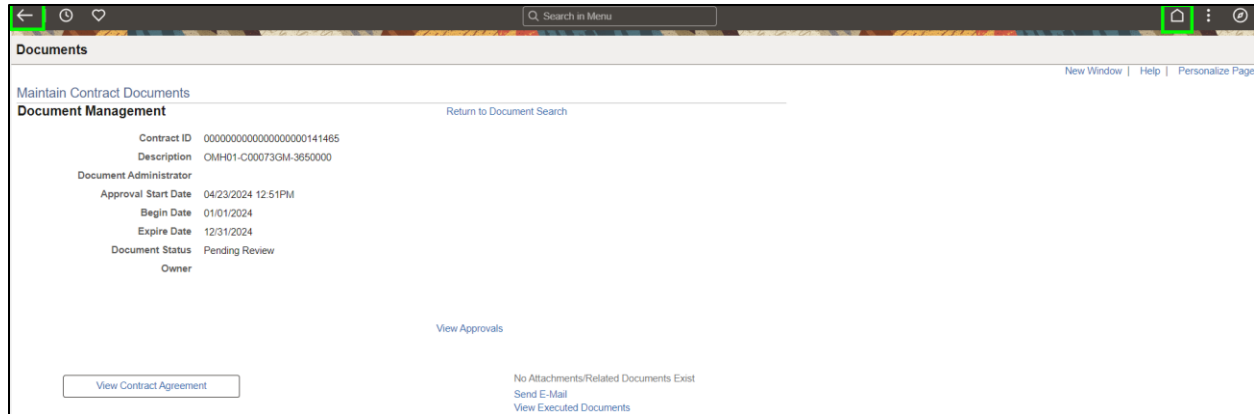 Search in Menu
Documents
New Window | Help | Personalize Page
Maintain Contract Documents
Document Management Return to Document Search
Contract ID 0000000000000000000141465
Description OMH01-C00073GM-3650000
Document Administrator
Approval Start Date 04/23/2024 12:51PM
Begin Date 01/01/2024
Expire Date 12/31/2024
Document Status Pending Review
Owner
View Approvals
View Contract Agreement No Attachments/Related Documents Exist
Send E-Mail
View Executed Documents